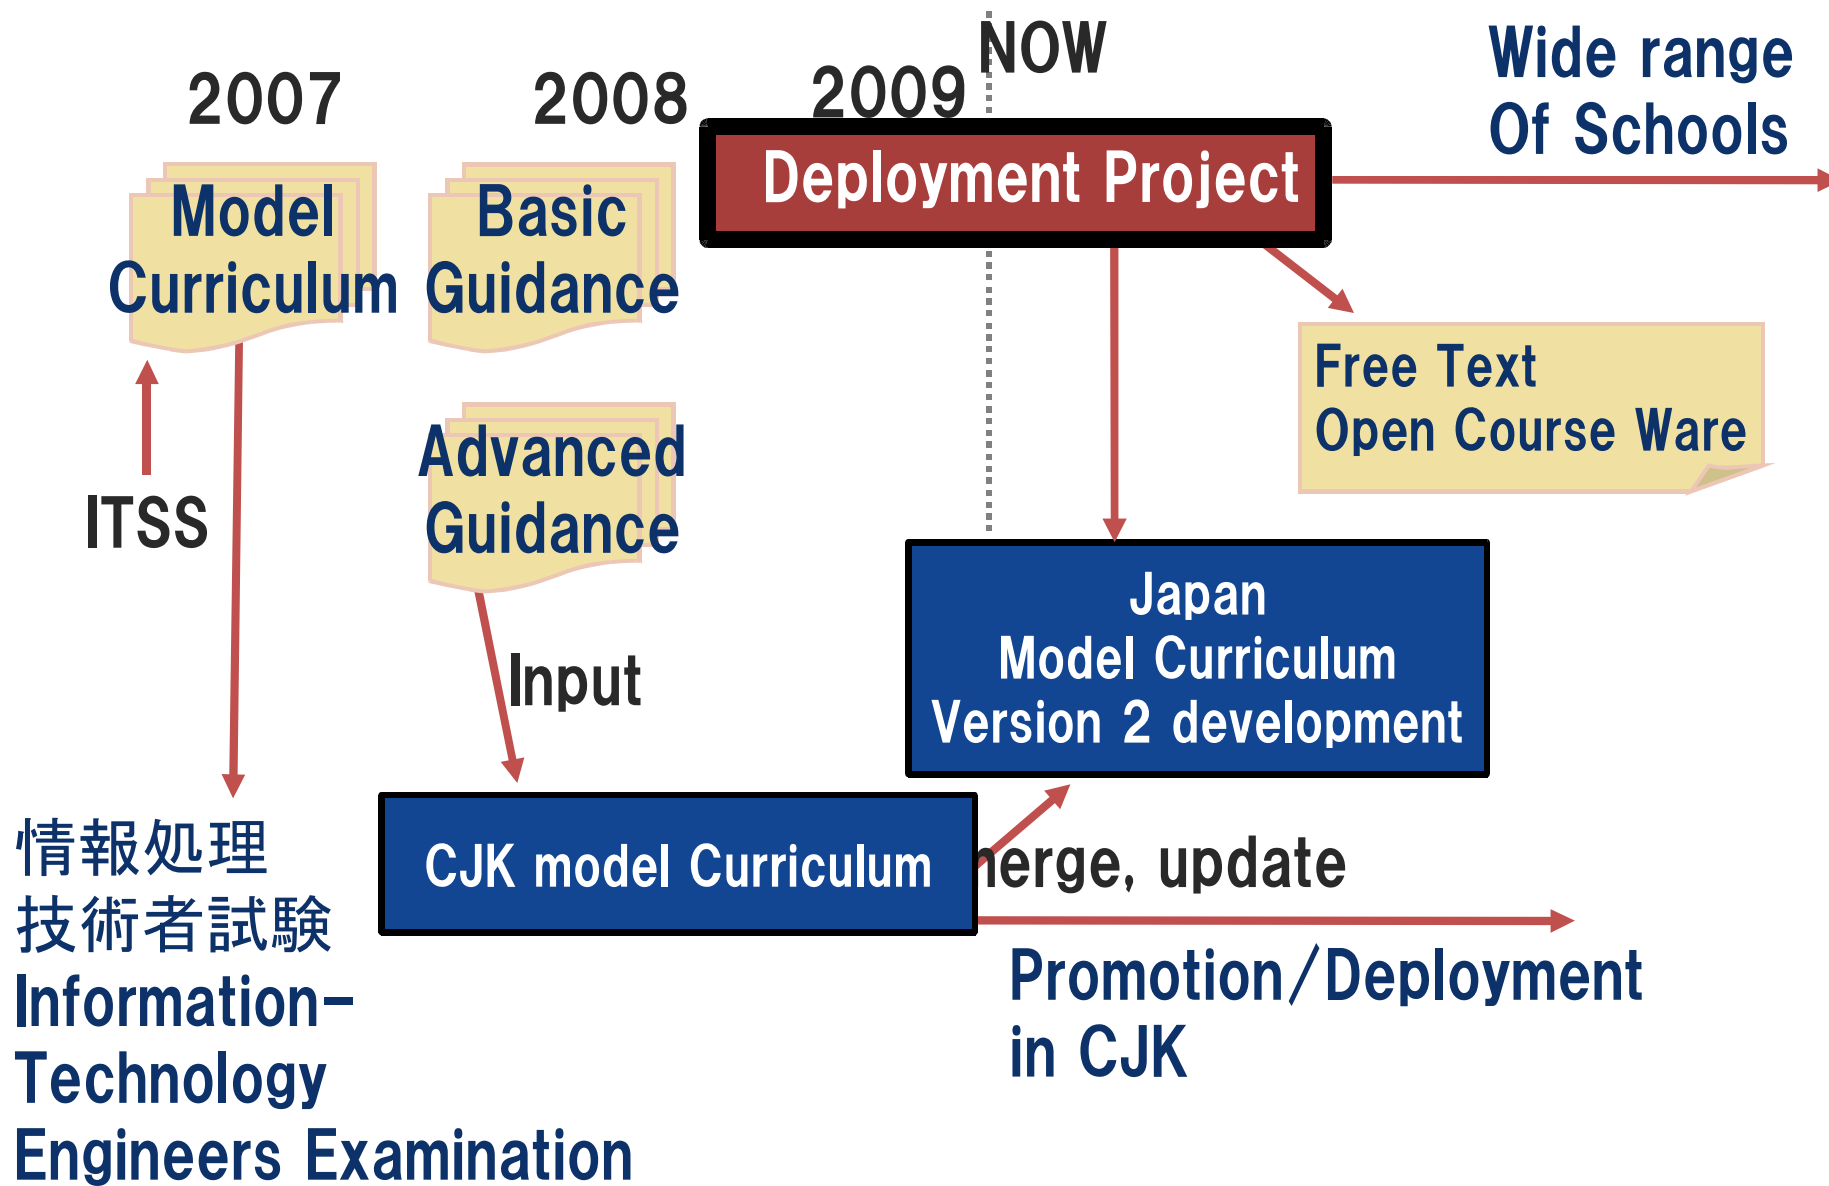 NOW
2007
2008
2009
Wide range
Of Schools
Model
Curriculum
Basic
Guidance
Deployment Project
Free Text
Open Course Ware
Advanced
Guidance
ITSS
Input
Japan
Model Curriculum
Version 2 development
CJK model Curriculum
merge, update
情報処理
技術者試験
Information-
Technology
Engineers Examination
Promotion/Deployment
in CJK